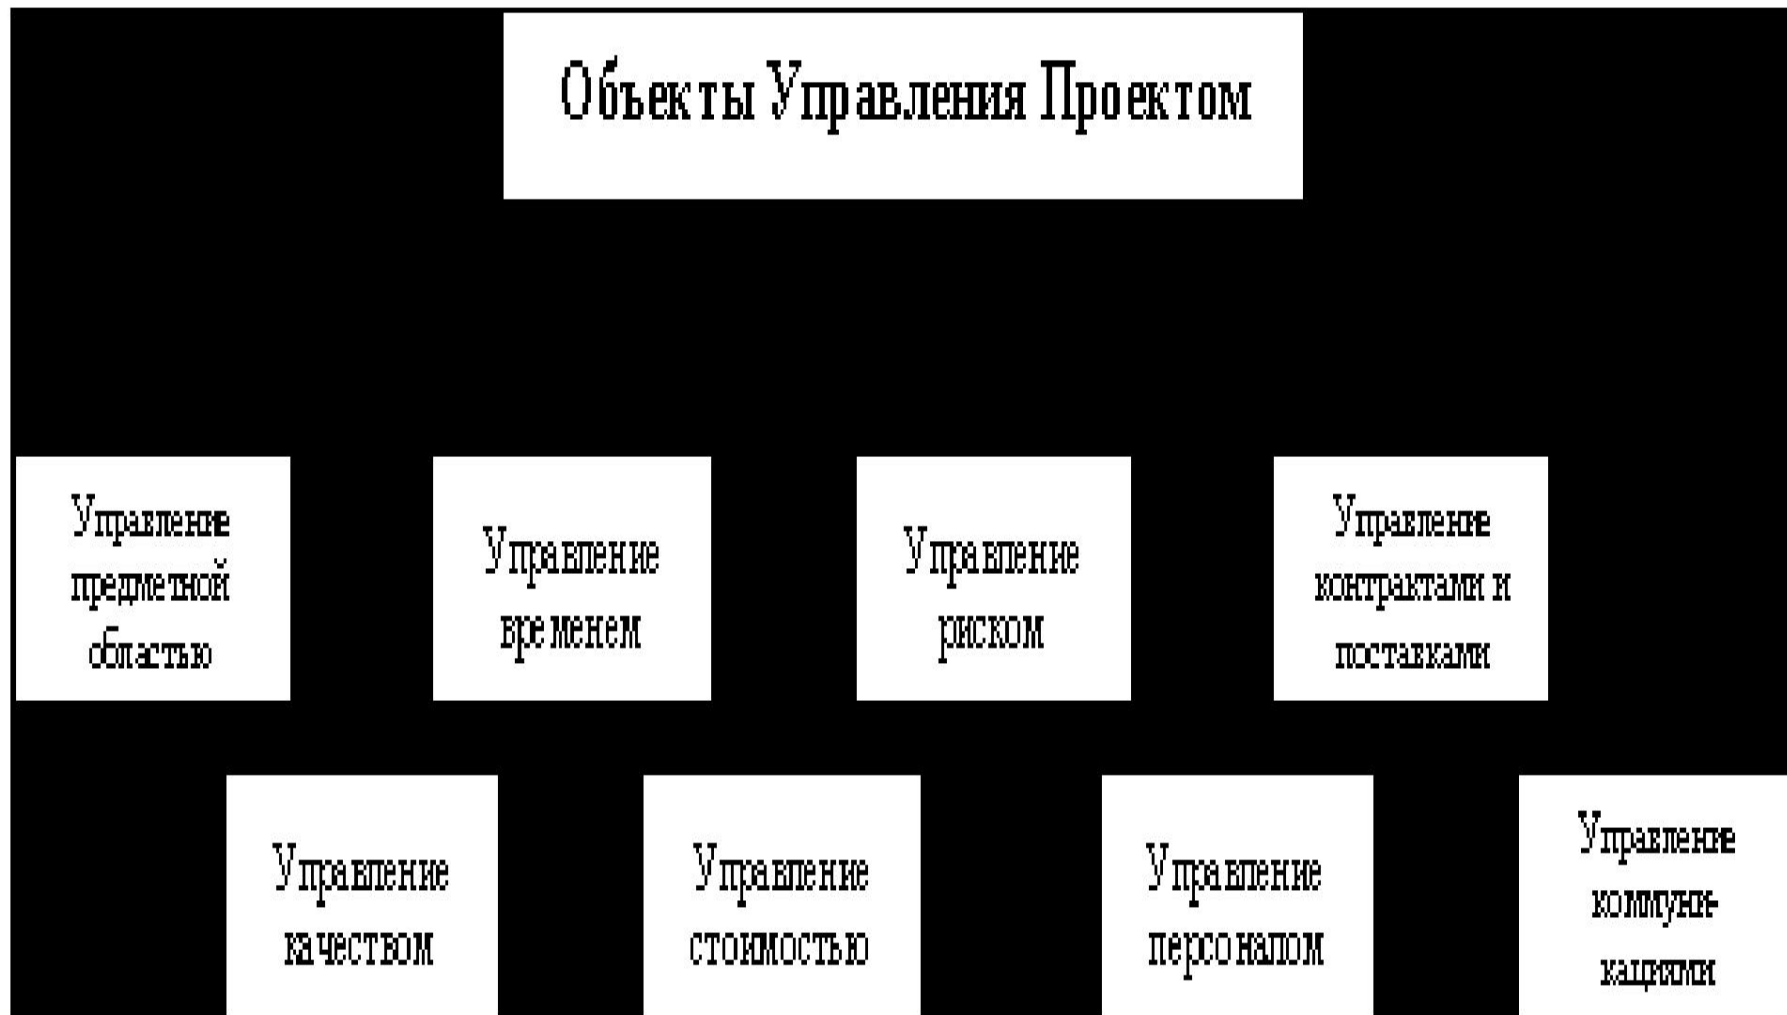 Объекты Управления Проектом
Управление
предметной
областью
Управление
временем
Управление
риском
Управление
контрактами и
поставками
Управление
качеством
Управление
стоимостью
Управление
персоналом
Управление
коммуни-
кациями